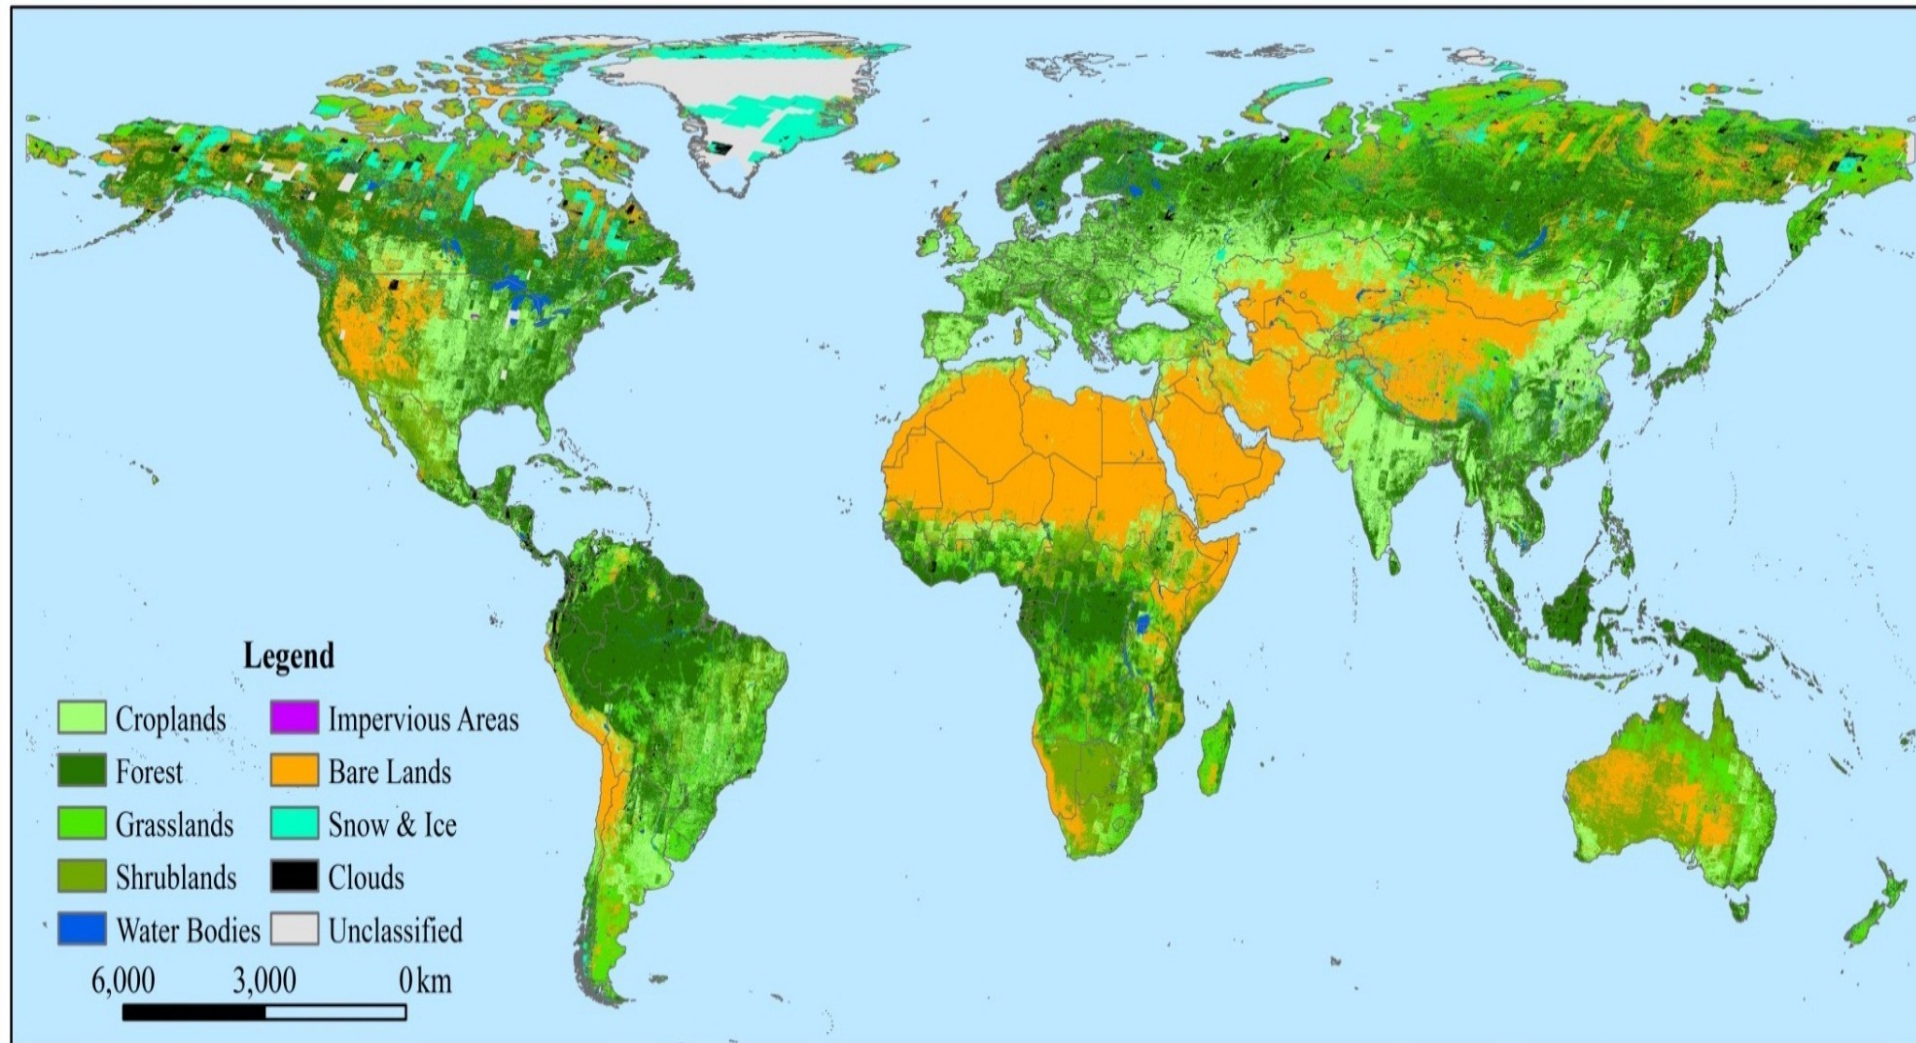 Legend
Croplands
Impervious Areas
Forest
Bare Lands
Grasslands
Snow & Ice
Shrublands
Clouds
Water Bodies
Unclassified
6,000 3,000 0 km